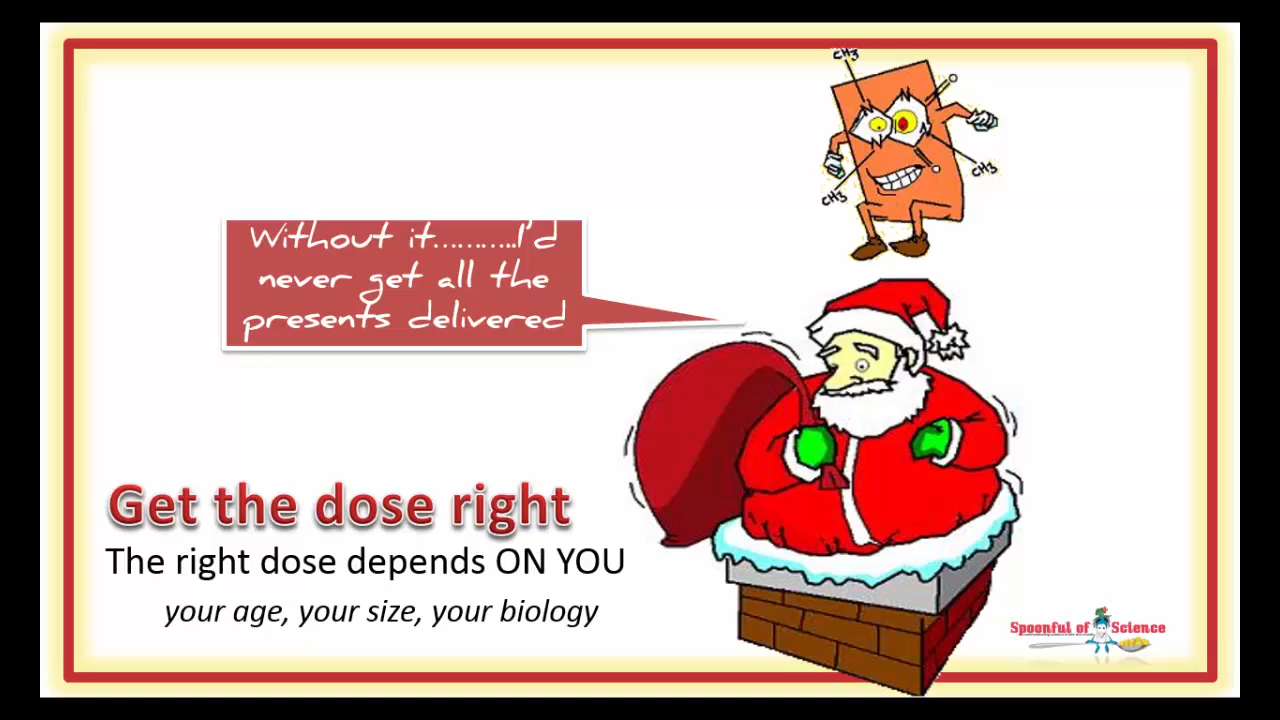 CH3
CH3
CH3
Without it………..I'd
never get all the
presents delivered
Get the dose right
The right dose depends ON YOU
your age, your size, your biology
Spoonful of Science